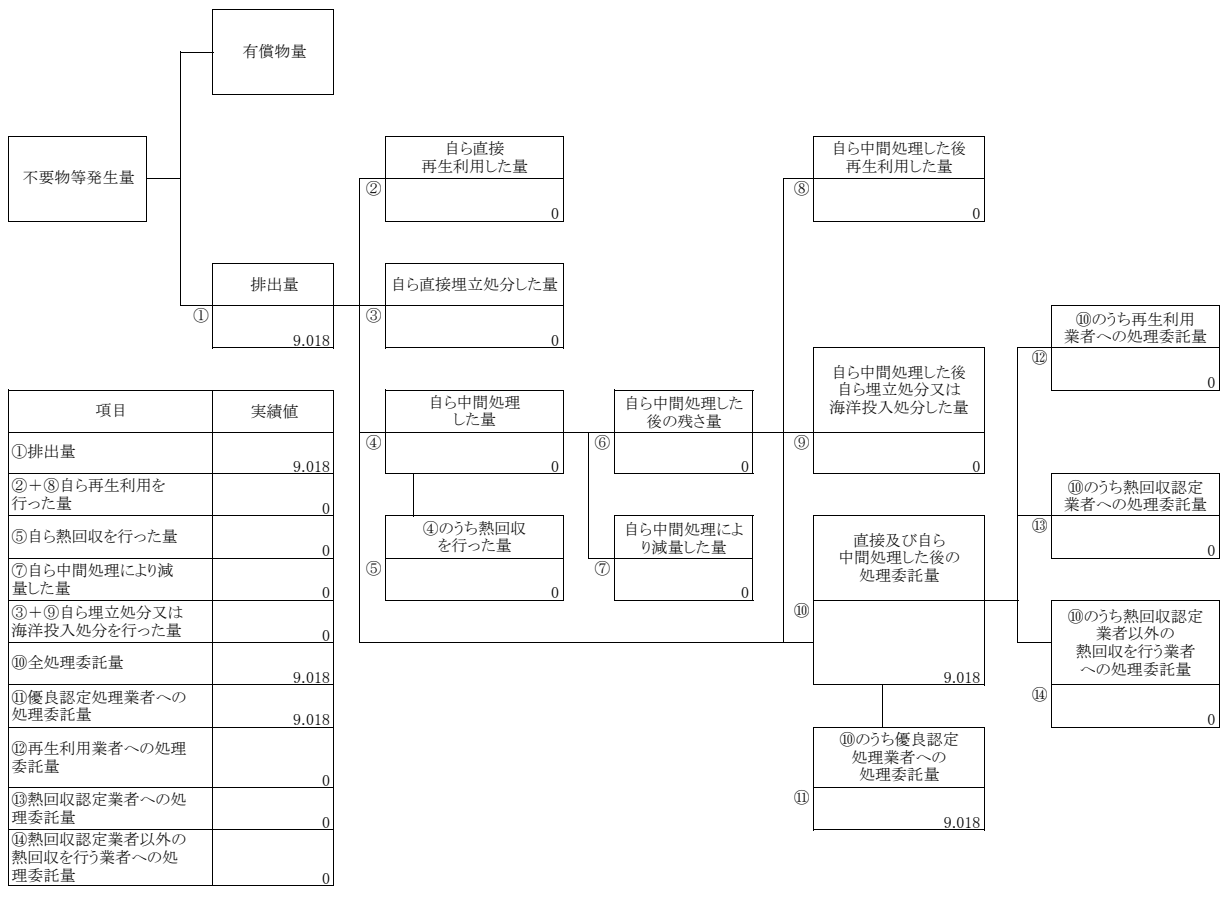 有償物量
不要物等発生量
自ら直接
再生利用した量
②
0
自ら中間処理した後
再生利用した量
⑧
0
排出量
①
9.018
自ら直接埋立処分した量
③
0
⑩のうち再生利用
業者への処理委託量
⑫
0
自ら中間処理
した量
④
0
自ら中間処理した
後の残さ量
⑥
0
自ら中間処理した後
自ら埋立処分又は
海洋投入処分した量
⑨
0
⑩のうち熱回収認定
業者への処理委託量
⑬
0
④のうち熱回収
を行った量
⑤
0
自ら中間処理によ
り減量した量
⑦
0
直接及び自ら
中間処理した後の
処理委託量
⑩
9.018
⑩のうち熱回収認定
業者以外の
熱回収を行う業者
への処理委託量
⑭
0
⑩のうち優良認定
処理業者への
処理委託量
⑪
9.018
項目 実績値
①排出量
9.018
②＋⑧自ら再生利用を
行った量
0
⑤自ら熱回収を行った量
0
⑦自ら中間処理により減
量した量
0
③＋⑨自ら埋立処分又は
海洋投入処分を行った量
0
⑩全処理委託量
9.018
⑪優良認定処理業者への
処理委託量
9.018
⑫再生利用業者への処理
委託量
0
⑬熱回収認定業者への処
理委託量
0
⑭熱回収認定業者以外の
熱回収を行う業者への処
理委託量
0